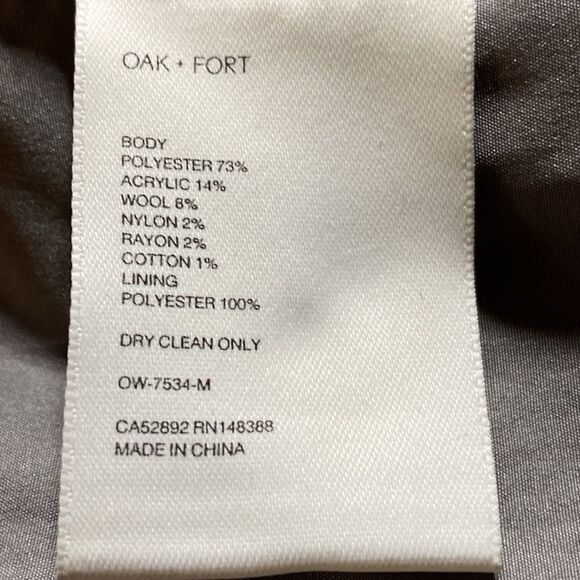 OAK + FORT
BODY
POLYESTER 73%
ACRYLIC 14%
WOOL 8%
NYLON 2%
RAYON 2%
COTTON 1%
LINING
POLYESTER 100%
DRY CLEAN ONLY
OW-7534-M
CA52892 RN148388
MADE IN CHINA